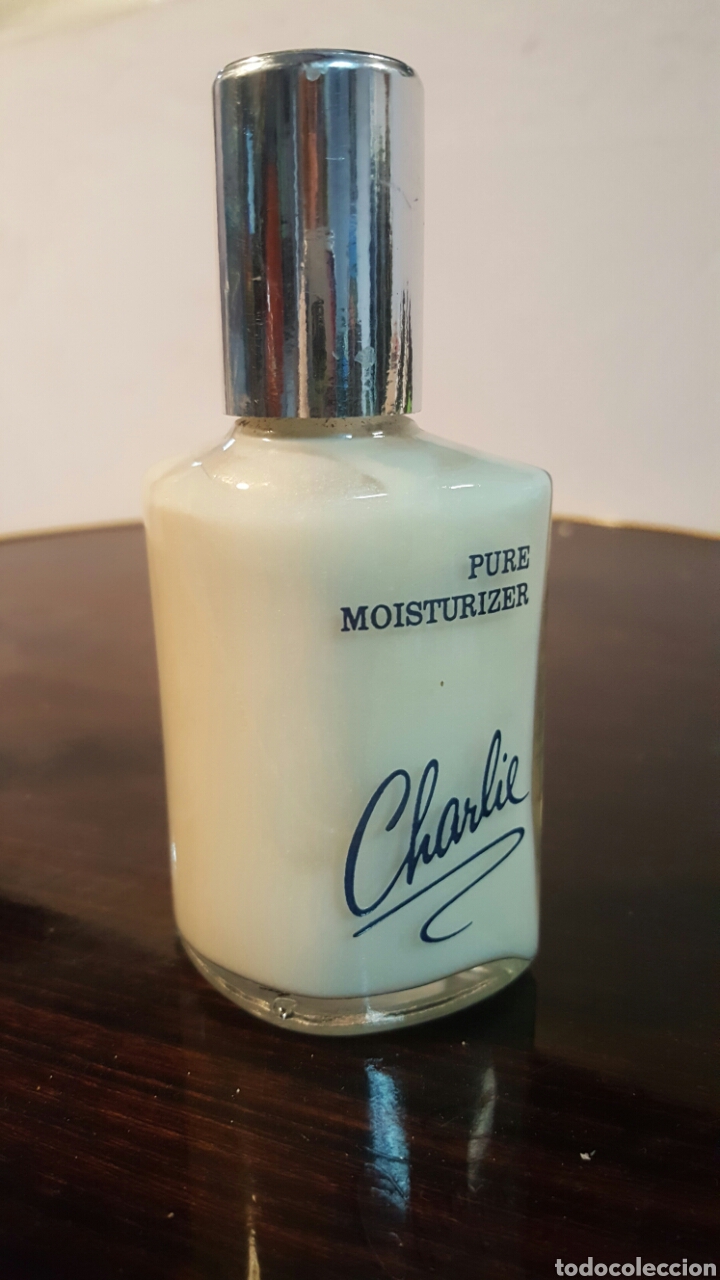 PURE
MOISTURIZER
Charlie
todocoleccion